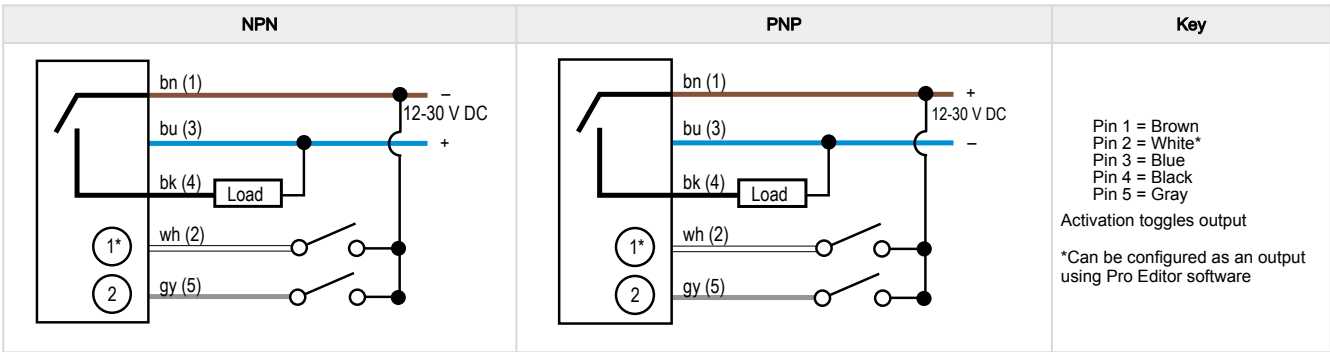 NPN
PNP
Key
bn (1)
–
12-30 V DC
bu (3)
+
bk (4)
Load
1*
wh (2)
2
gy (5)
bn (1)
+
12-30 V DC
bu (3)
–
bk (4)
Load
1*
wh (2)
2
gy (5)
Pin 1 = Brown
Pin 2 = White*
Pin 3 = Blue
Pin 4 = Black
Pin 5 = Gray
Activation toggles output
*Can be configured as an output
using Pro Editor software